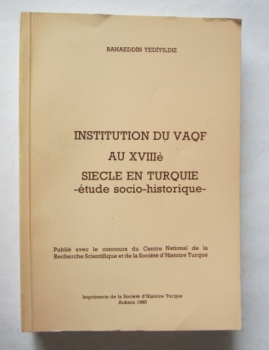 BAHAEDDİN YEDİYILDIZ
INSTITUTION DU VAQF
AU XVIIIè
SIECLE EN TURQUIE
-étude socio-historique-
Publié avec le concours du Centre National de la
Recherche Scientifique et de la Société d'Histoire Turque
Imprimerie de la Société d'Histoire Turque
Ankara 1985